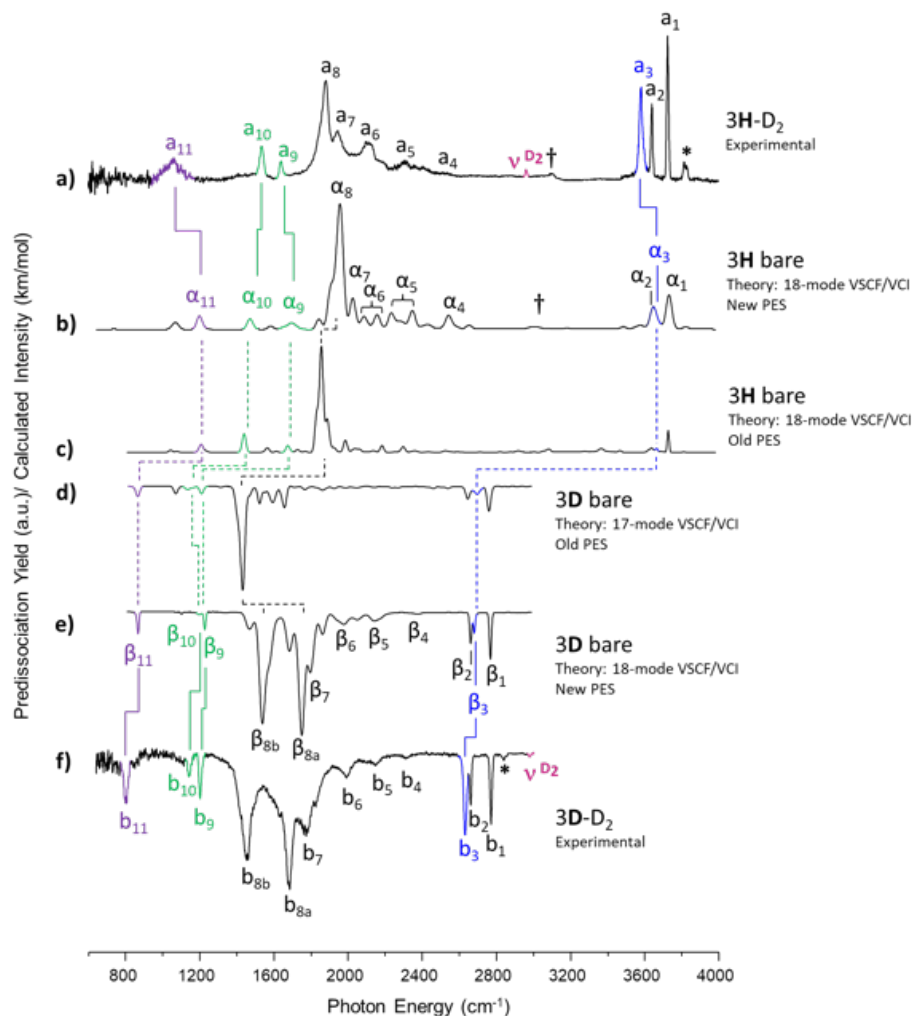 a₁
a₈
a₃
a₂
a₇
a₆
3H-D₂
a₁₀
a₉
a₅
*
Experimental
a₁₁
a₄
ν D2
†
a)
α₈
3H bare
α₃
α₇
α₆
α₅
α₂
α₁
Theory: 18-mode VSCF/VCI
α₁₁
α₁₀
α₉
α₄
†
New PES
b)
3H bare
Theory: 18-mode VSCF/VCI
Old PES
c)
d)
3D bare
Theory: 17-mode VSCF/VCI
Old PES
e)
β₁₀
β₉
β₆
β₅
β₄
3D bare
β₁₁
β₂
β₁
Theory: 18-mode VSCF/VCI
β₇
β₃
New PES
β₈b
β₈a
f)
*
ν D2
b₁₀
b₆
b₅
b₄
b₉
b₂
3D-D₂
b₁₁
b₇
b₃
b₁
Experimental
b₈b
b₈a
800
1200
1600
2000
2400
2800
3200
3600
4000
Photon Energy (cm⁻¹)
Predissociation Yield (a.u.)/ Calculated Intensity (km/mol)